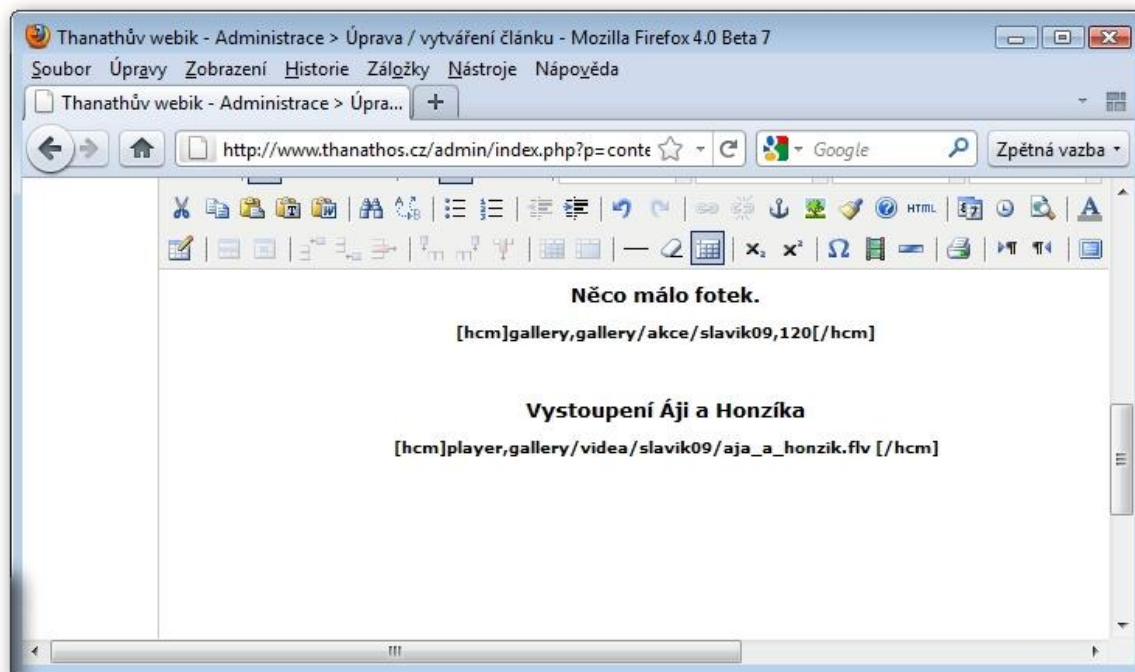 Thanathův webik - Administrace > Úprava / vytváření článku - Mozilla Firefox 4.0 Beta 7
Soubor Úpravy Zobrazení Historie Záložky Nástroje Nápověda
Thanathův webik - Administrace > Úpra...
http://www.thanathos.cz/admin/index.php?p=conte
Google
Zpětná vazba
HTML
Něco málo fotek.
[hcm]gallery,gallery/akce/slavik09,120[/hcm]
Vystoupení Áji a Honzíka
[hcm]player,gallery/videa/slavik09/aja_a_honzik.flv [/hcm]